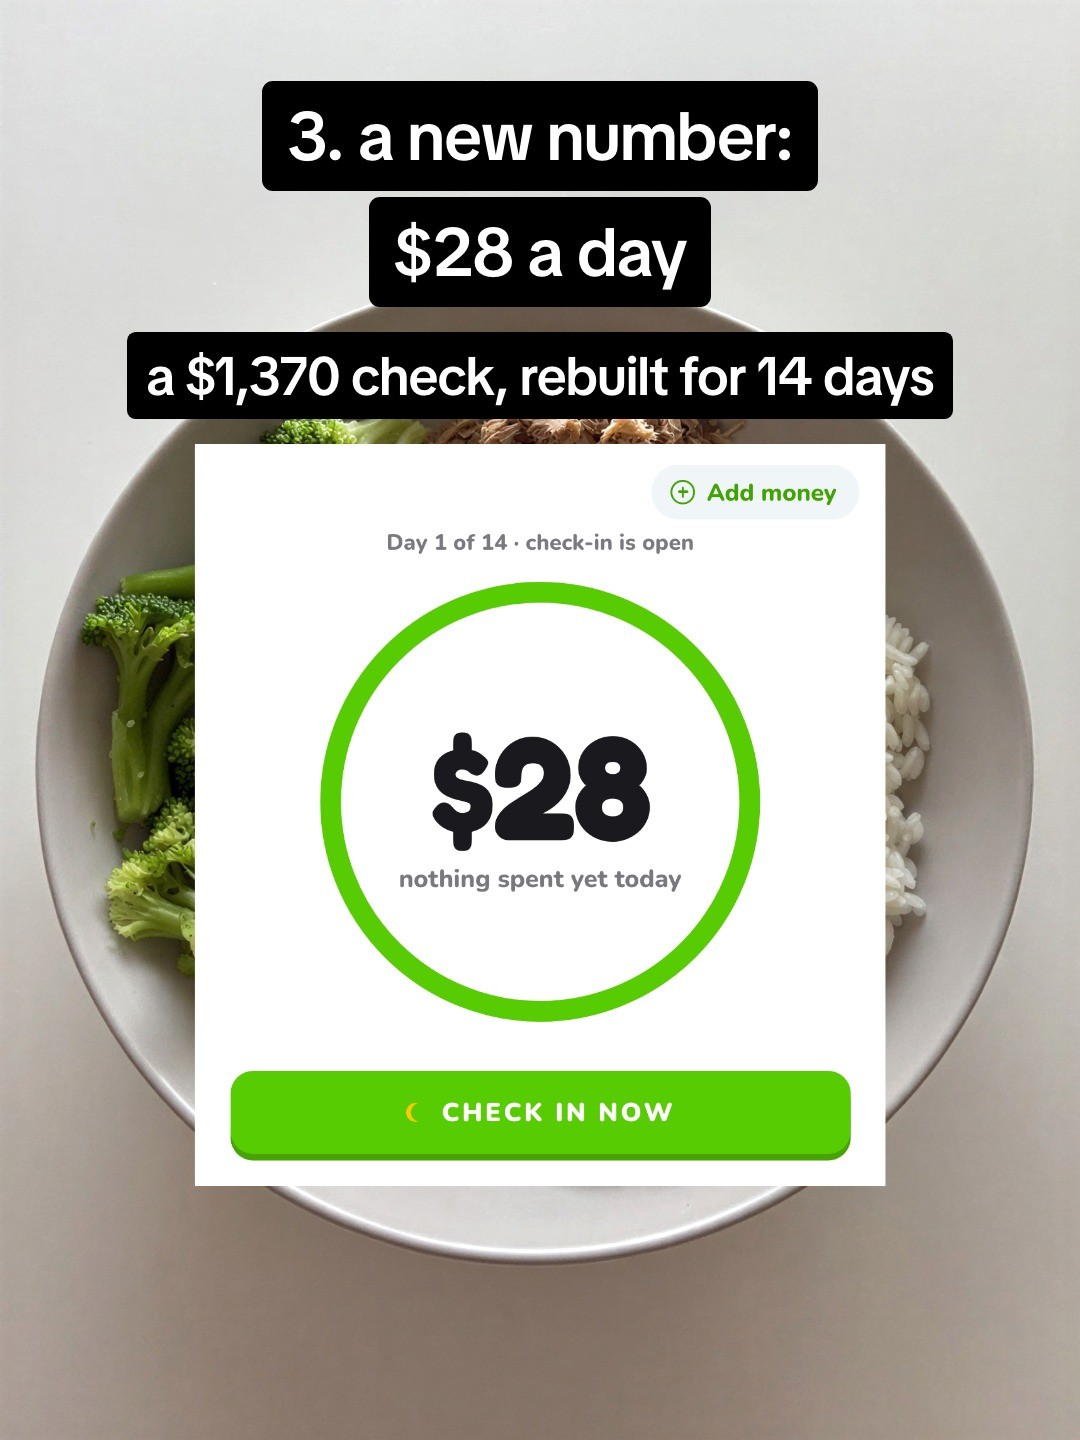 3. a new number:
$28 a day
a $1,370 check, rebuilt for 14 days
Add money
Day 1 of 14 · check-in is open
$28
nothing spent yet today
CHECK IN NOW